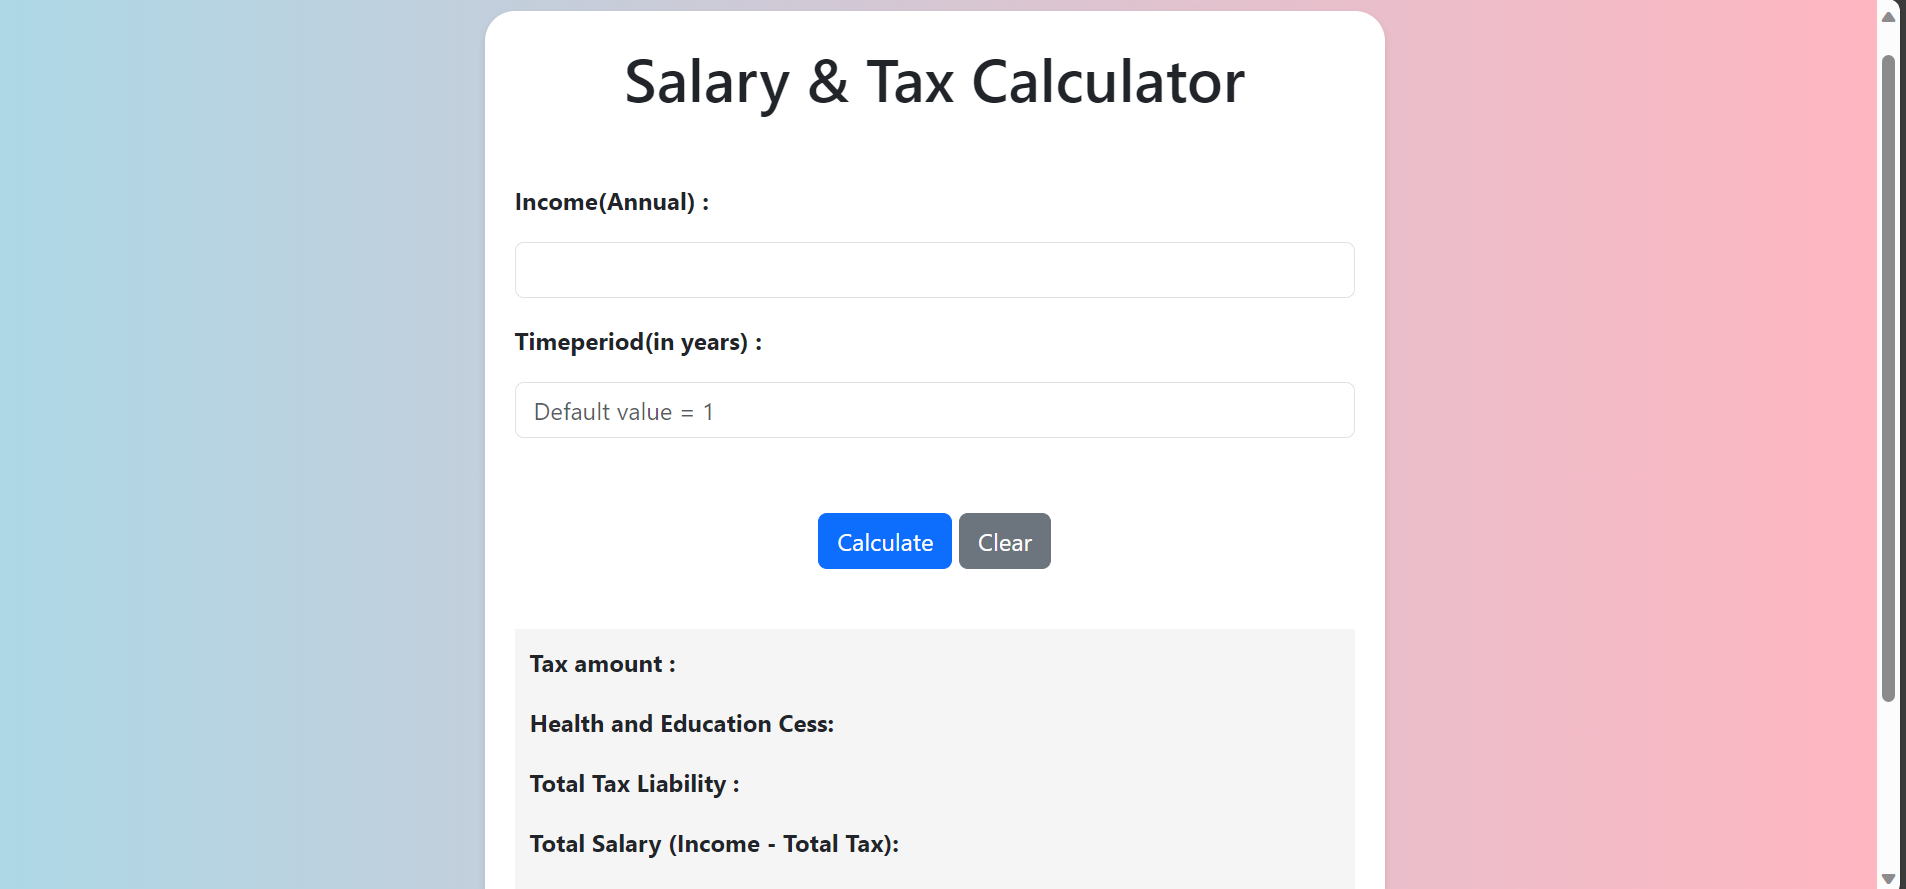 Salary & Tax Calculator
Income(Annual) :
Timeperiod(in years) :
Default value = 1
Calculate Clear
Tax amount :
Health and Education Cess:
Total Tax Liability :
Total Salary (Income - Total Tax):